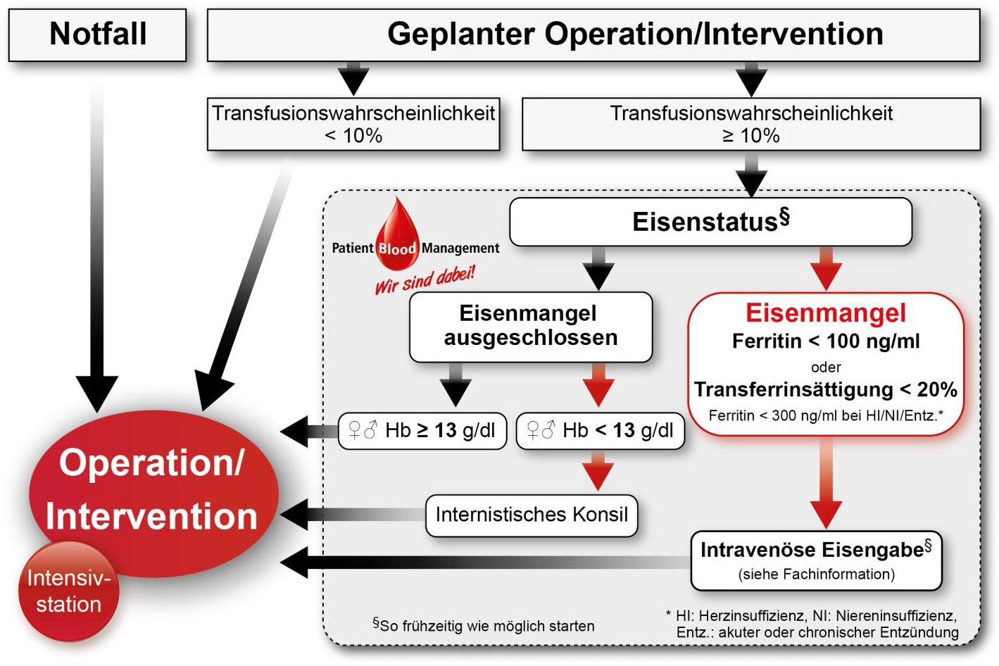 Notfall
Geplanter Operation/Intervention
Transfusionswahrscheinlichkeit
< 10%
Transfusionswahrscheinlichkeit
≥ 10%
Eisenstatus§
Patient Blood Management
Wir sind dabei!
Eisenmangel
ausgeschlossen
Eisenmangel
Ferritin < 100 ng/ml
oder
Transferrinsättigung < 20%
Ferritin < 300 ng/ml bei HI/NI/Entz.*
♀♂ Hb ≥ 13 g/dl
♀♂ Hb < 13 g/dl
Operation/
Intervention
Internistisches Konsil
Intravenöse Eisengabe§
(siehe Fachinformation)
Intensiv-
station
§So frühzeitig wie möglich starten
* HI: Herzinsuffizienz, NI: Niereninsuffizienz,
Entz.: akuter oder chronischer Entzündung